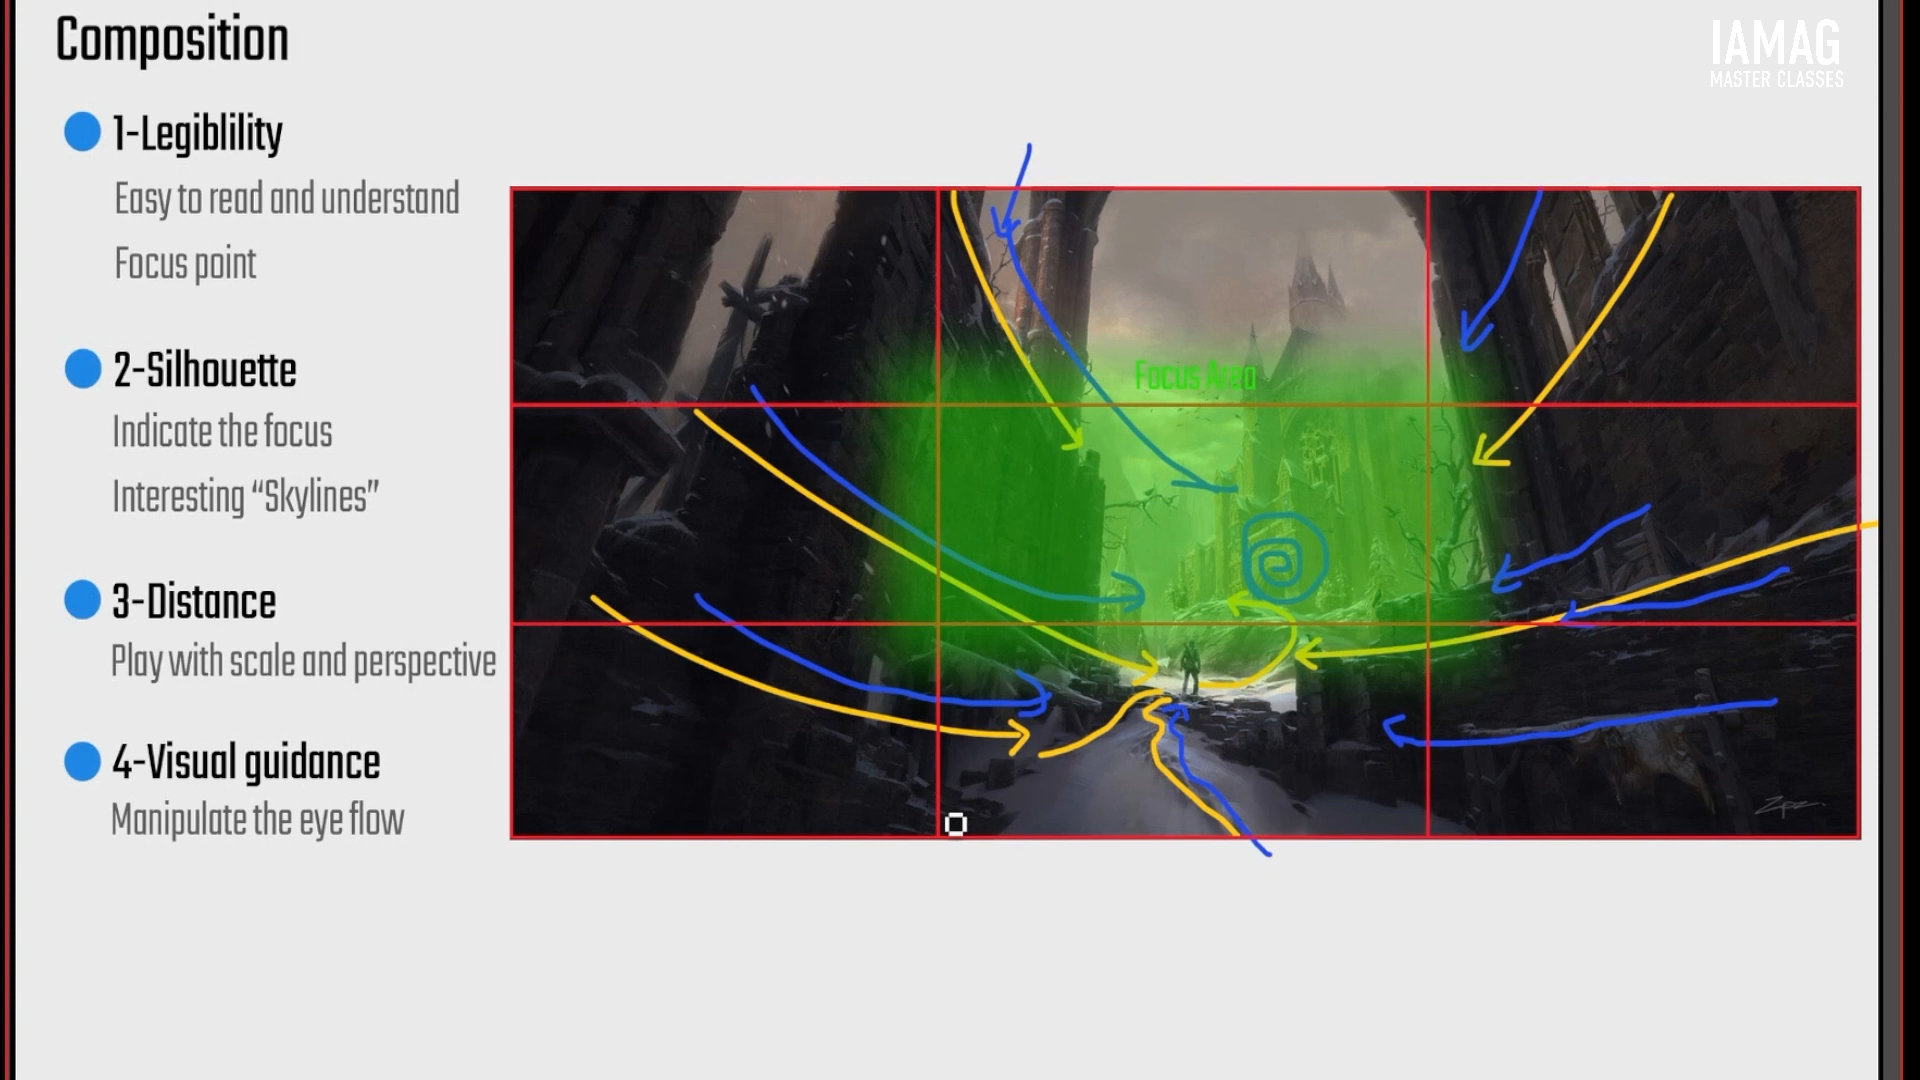 Composition
IAMAG
MASTER CLASSES
1-Legiblility
Easy to read and understand
Focus point
2-Silhouette
Indicate the focus
Interesting “Skylines”
3-Distance
Play with scale and perspective
4-Visual guidance
Manipulate the eye flow
Focus Area